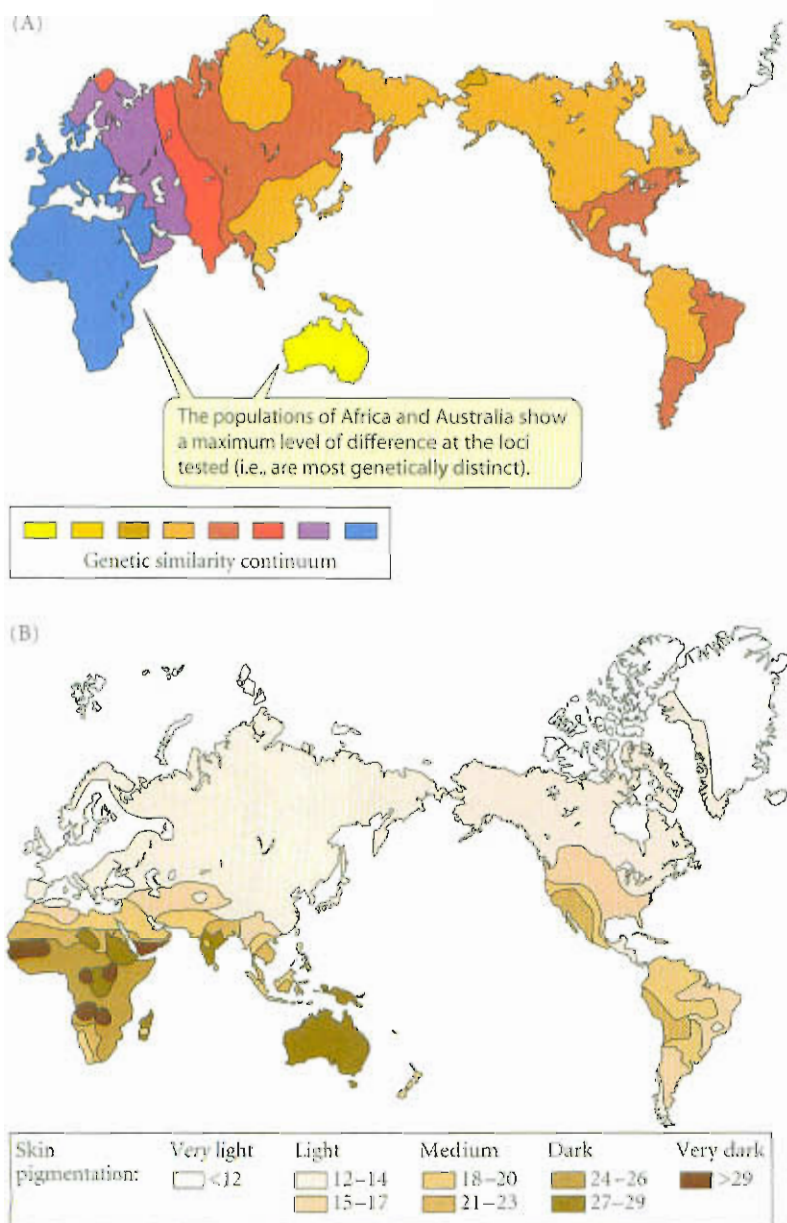 (A)
The populations of Africa and Australia show
a maximum level of difference at the loci
tested (i.e., are most genetically distinct).
Genetic similarity continuum
(B)
Skin Very light Light Medium Dark Very dark
pigmentation: <12 12–14 18–20 24–26 >29
15–17 21–23 27–29